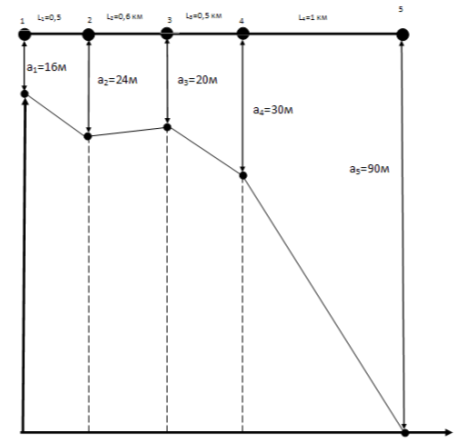 1 L₁=0,5 2 L₂=0,6 км 3 L₃=0,5 км 4 L₄=1 км 5
a₁=16м
a₂=24м
a₃=20м
a₄=30м
a₅=90м